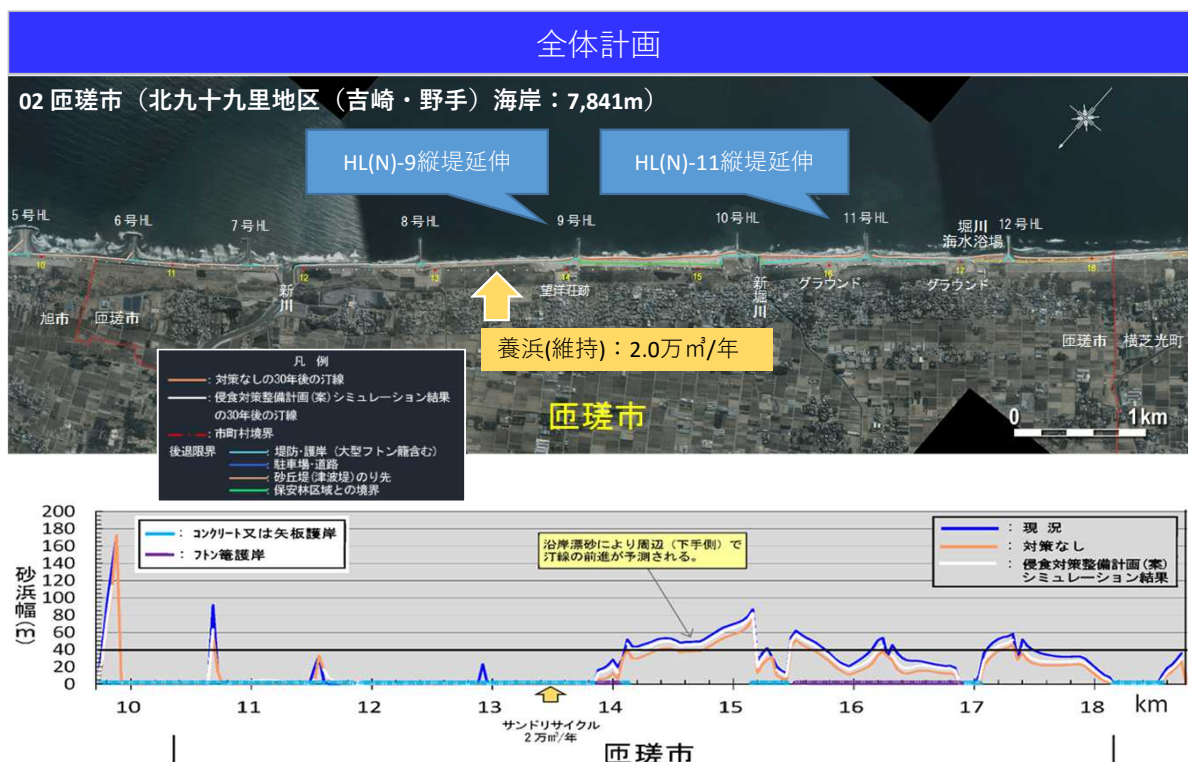 全体計画
02 匝瑳市（北九十九里地区（吉崎・野手）海岸：7,841m）
HL(N)-9縦堤延伸
HL(N)-11縦堤延伸
5号HL
6号HL
7号HL
8号HL
9号HL
10号HL
11号HL
堀川
海水浴場
12号HL
10
11
12
13
14
15
16
17
18
新川
望洋荘跡
新堀川
グラウンド
グラウンド
旭市
匝瑳市
匝瑳市
横芝光町
養浜(維持)：2.0万㎥/年
匝瑳市
0
1km
凡 例
：対策なしの30年後の汀線
：侵食対策整備計画(案)シミュレーション結果
の30年後の汀線
：市町村境界
後退限界
：堤防・護岸（大型フトン籠含む）
：駐車場・道路
：砂丘堤(津波堤)のり先
：保安林区域との境界
砂浜幅(m)
200
180
160
140
120
100
80
60
40
20
0
：コンクリート又は矢板護岸
：フトン篭護岸
沿岸漂砂により周辺（下手側）で
汀線の前進が予測される。
：現 況
：対策なし
：侵食対策整備計画(案)
シミュレーション結果
10
11
12
13
14
15
16
17
18
km
サンドリサイクル
2万㎥/年
匝瑳市